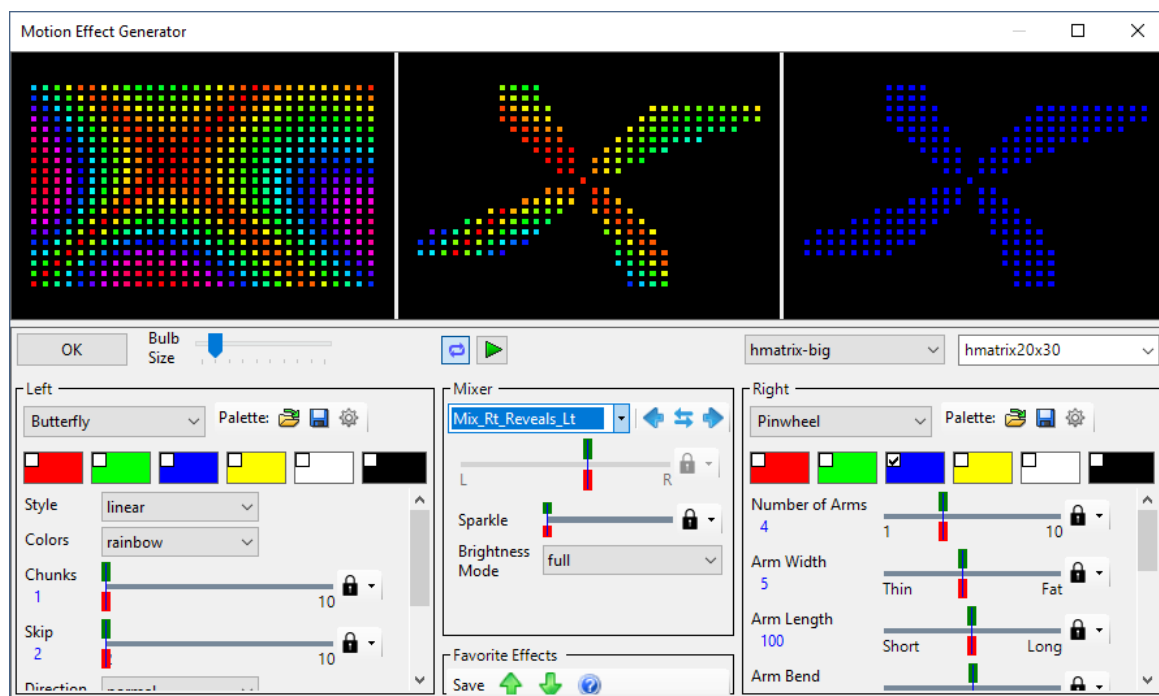 Motion Effect Generator
OK
Bulb Size
hmatrix-big
hmatrix20x30
Left
Butterfly
Palette:
Style
linear
Colors
rainbow
Chunks
1
10
Skip
2
10
Direction
normal
Mixer
Mix_Rt_Reveals_Lt
L
R
Sparkle
Brightness Mode
full
Favorite Effects
Save
Right
Pinwheel
Palette:
Number of Arms
4
1
10
Arm Width
5
Thin
Fat
Arm Length
100
Short
Long
Arm Bend